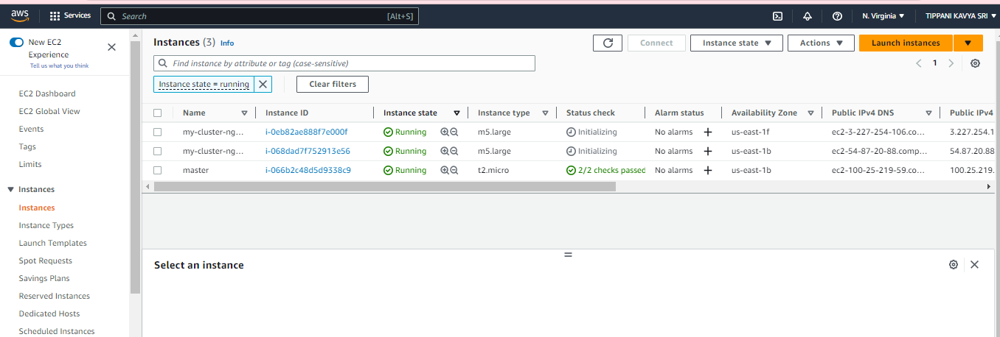 aws Services Search [Alt+S] N. Virginia TIPPANI KAVYA SRI
New EC2 Experience
Tell us what you think
EC2 Dashboard
EC2 Global View
Events
Tags
Limits
Instances
Instances
Instance Types
Launch Templates
Spot Requests
Savings Plans
Reserved Instances
Dedicated Hosts
Scheduled Instances
Instances (3) Info Connect Instance state Actions Launch instances
Find instance by attribute or tag (case-sensitive) 1
Instance state = running Clear filters
Name Instance ID Instance state Instance type Status check Alarm status Availability Zone Public IPv4 DNS Public IPv4
my-cluster-ng... i-0eb82ae888f7e000f Running m5.large Initializing No alarms + us-east-1f ec2-3-227-254-106.co... 3.227.254.1
my-cluster-ng... i-068dad7f752913e56 Running m5.large Initializing No alarms + us-east-1b ec2-54-87-20-88.comp... 54.87.20.88
master i-066b2c48d5d9338c9 Running t2.micro 2/2 checks passed No alarms + us-east-1b ec2-100-25-219-59.co... 100.25.219.
Select an instance